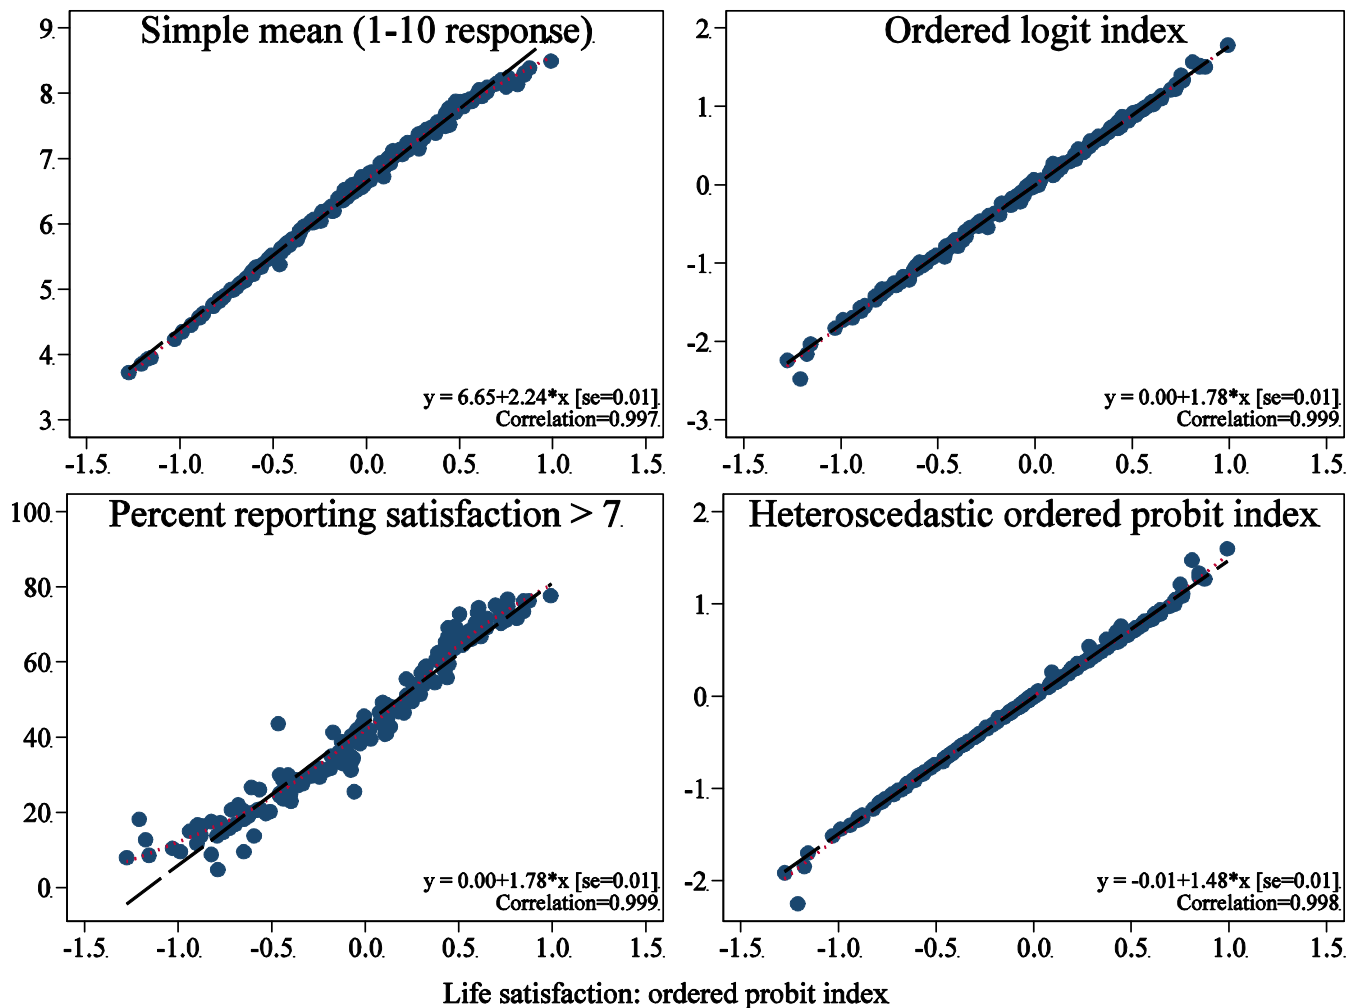 Simple mean (1-10 response)
9
8
7
6
5
4
3
y = 6.65+2.24*x [se=0.01]
Correlation=0.997
-1.5 -1.0 -0.5 0.0 0.5 1.0 1.5
Ordered logit index
2
1
0
-1
-2
-3
y = 0.00+1.78*x [se=0.01]
Correlation=0.999
-1.5 -1.0 -0.5 0.0 0.5 1.0 1.5
Percent reporting satisfaction > 7
100
80
60
40
20
0
y = 0.00+1.78*x [se=0.01]
Correlation=0.999
-1.5 -1.0 -0.5 0.0 0.5 1.0 1.5
Heteroscedastic ordered probit index
2
1
0
-1
-2
y = -0.01+1.48*x [se=0.01]
Correlation=0.998
-1.5 -1.0 -0.5 0.0 0.5 1.0 1.5
Life satisfaction: ordered probit index